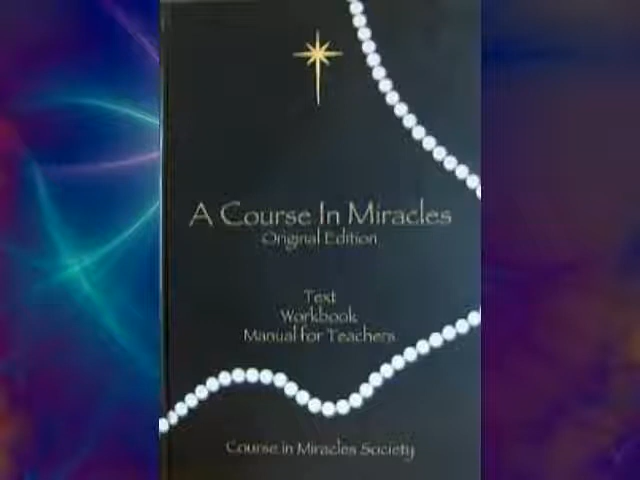 A Course In Miracles
Original Edition
Text
Workbook
Manual for Teachers
Course in Miracles Society